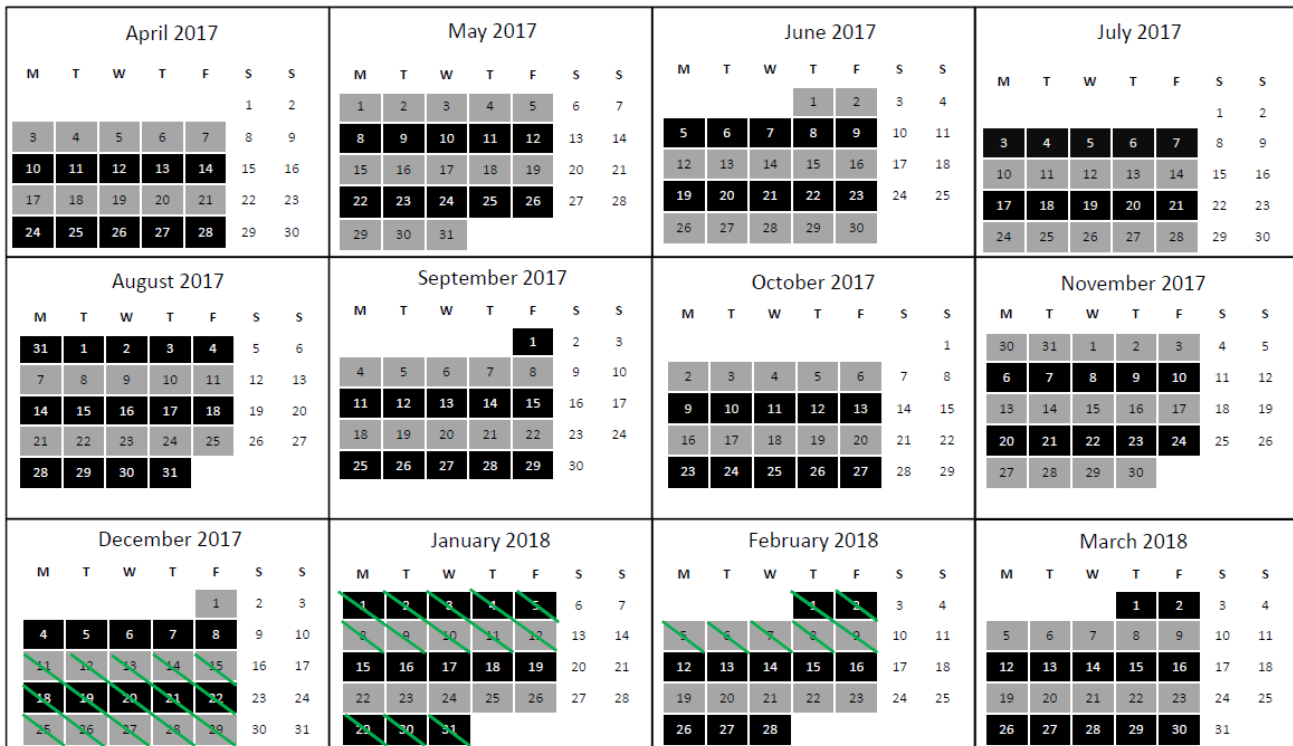 April 2017
M T W T F S S
1 2
3 4 5 6 7 8 9
10 11 12 13 14 15 16
17 18 19 20 21 22 23
24 25 26 27 28 29 30
May 2017
M T W T F S S
1 2 3 4 5 6 7
8 9 10 11 12 13 14
15 16 17 18 19 20 21
22 23 24 25 26 27 28
29 30 31
June 2017
M T W T F S S
1 2 3 4
5 6 7 8 9 10 11
12 13 14 15 16 17 18
19 20 21 22 23 24 25
26 27 28 29 30
July 2017
M T W T F S S
1 2
3 4 5 6 7 8 9
10 11 12 13 14 15 16
17 18 19 20 21 22 23
24 25 26 27 28 29 30
August 2017
M T W T F S S
31 1 2 3 4 5 6
7 8 9 10 11 12 13
14 15 16 17 18 19 20
21 22 23 24 25 26 27
28 29 30 31
September 2017
M T W T F S S
1 2 3
4 5 6 7 8 9 10
11 12 13 14 15 16 17
18 19 20 21 22 23 24
25 26 27 28 29 30
October 2017
M T W T F S S
1
2 3 4 5 6 7 8
9 10 11 12 13 14 15
16 17 18 19 20 21 22
23 24 25 26 27 28 29
November 2017
M T W T F S S
30 31 1 2 3 4 5
6 7 8 9 10 11 12
13 14 15 16 17 18 19
20 21 22 23 24 25 26
27 28 29 30
December 2017
M T W T F S S
1 2 3
4 5 6 7 8 9 10
11 12 13 14 15 16 17
18 19 20 21 22 23 24
25 26 27 28 29 30 31
January 2018
M T W T F S S
1 2 3 4 5 6 7
8 9 10 11 12 13 14
15 16 17 18 19 20 21
22 23 24 25 26 27 28
29 30 31
February 2018
M T W T F S S
1 2 3 4
5 6 7 8 9 10 11
12 13 14 15 16 17 18
19 20 21 22 23 24 25
26 27 28
March 2018
M T W T F S S
1 2 3 4
5 6 7 8 9 10 11
12 13 14 15 16 17 18
19 20 21 22 23 24 25
26 27 28 29 30 31